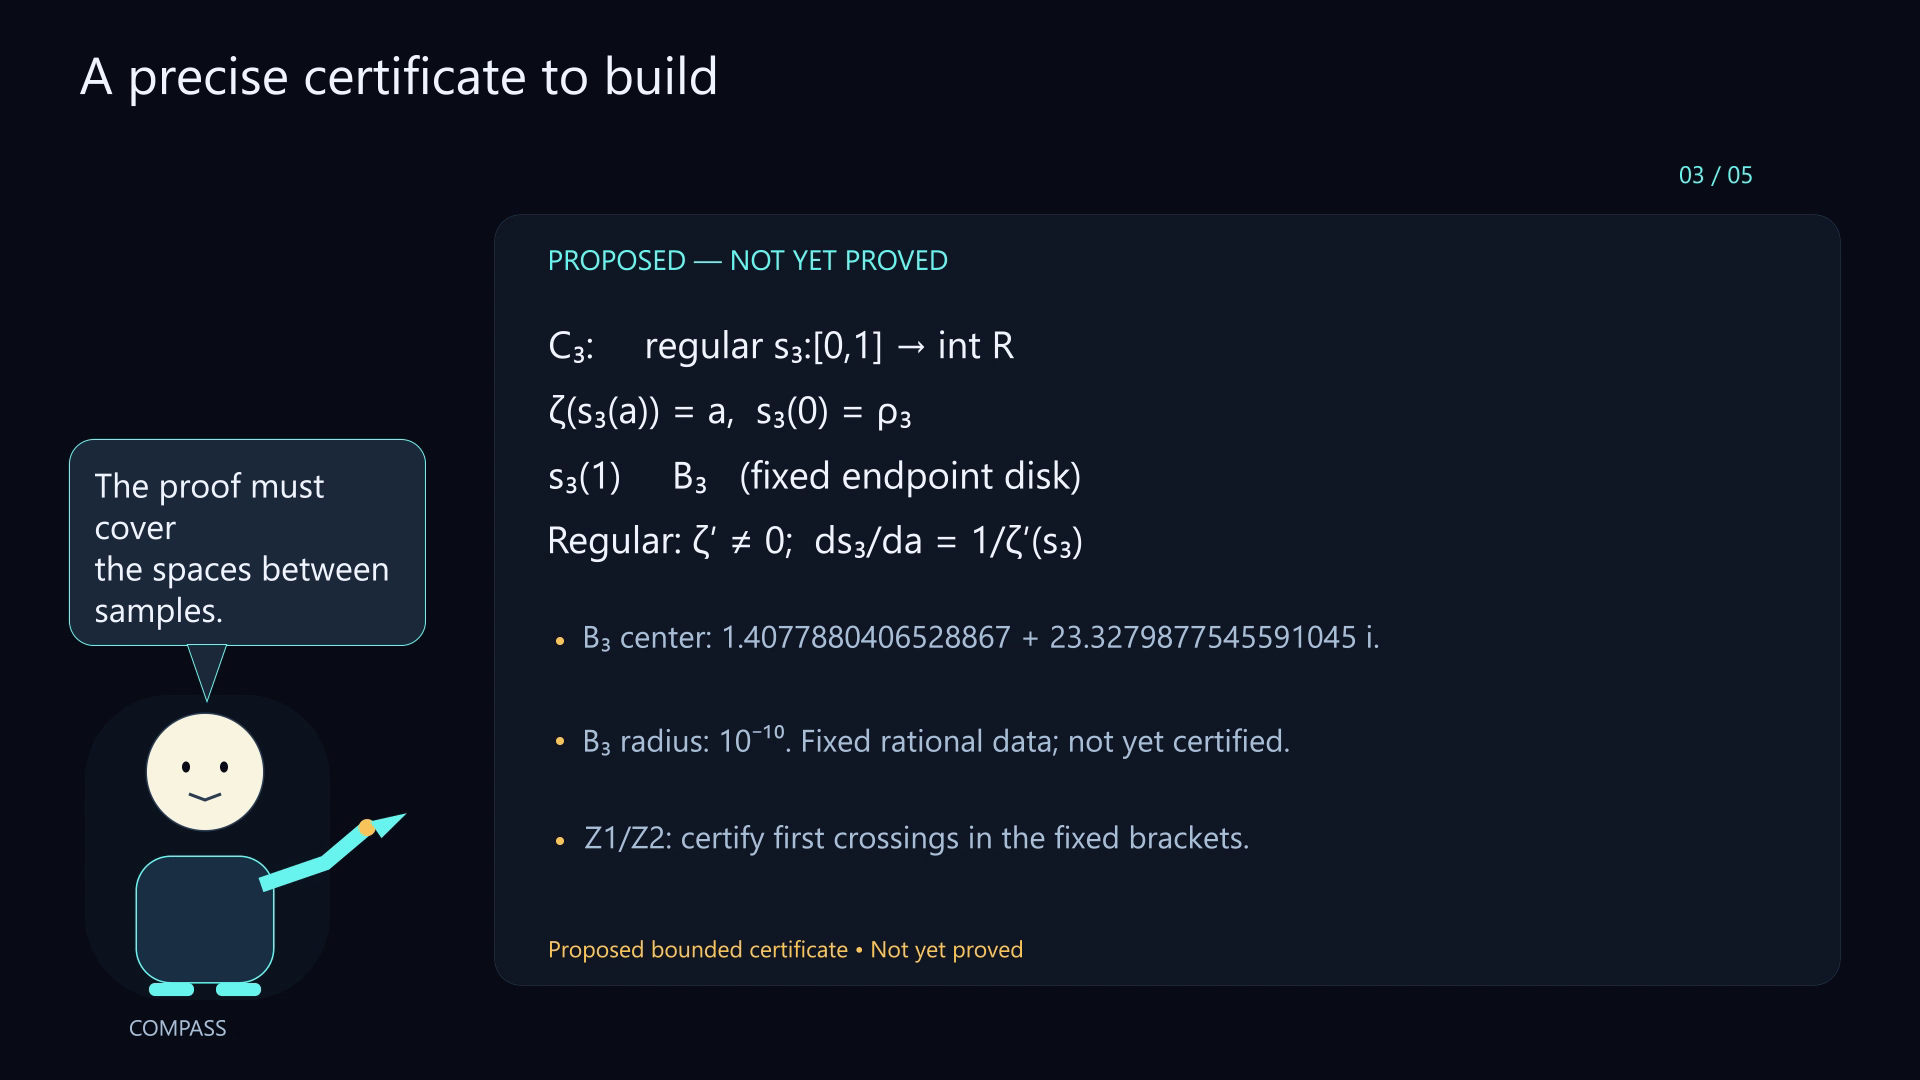 A precise certificate to build
03 / 05
PROPOSED — NOT YET PROVED
C₃: regular s₃:[0,1] → int R
ζ(s₃(a)) = a, s₃(0) = ρ₃
s₃(1) B₃ (fixed endpoint disk)
Regular: ζ′ ≠ 0; ds₃/da = 1/ζ′(s₃)
• B₃ center: 1.4077880406528867 + 23.3279877545591045 i.
• B₃ radius: 10⁻¹⁰. Fixed rational data; not yet certified.
• Z1/Z2: certify first crossings in the fixed brackets.
Proposed bounded certificate • Not yet proved
The proof must
cover
the spaces between
samples.
COMPASS